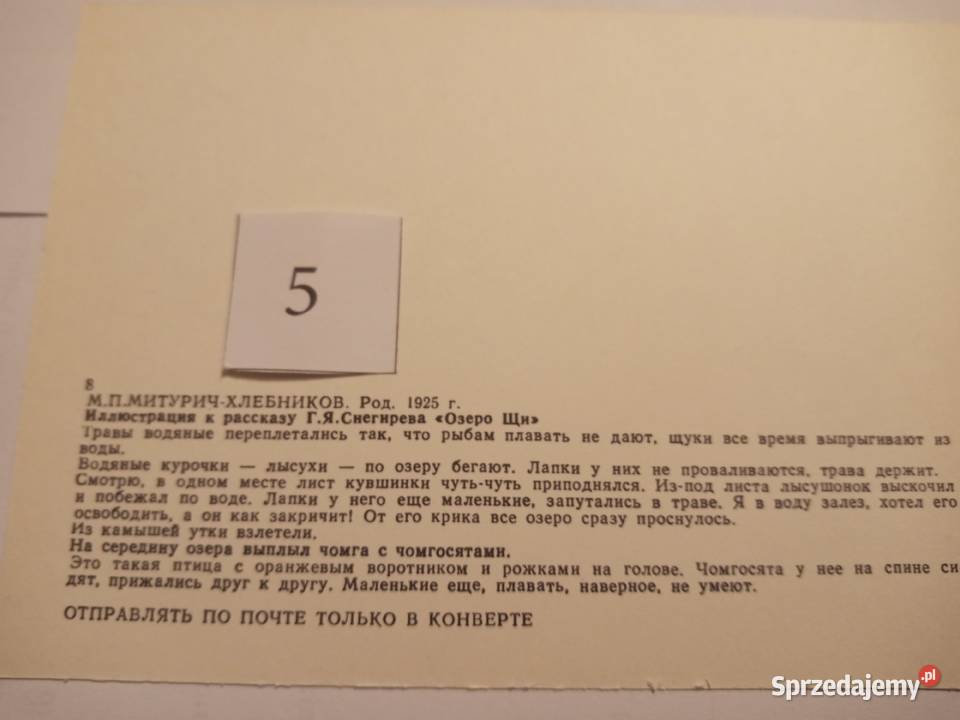 5
8
М.П.МИТУРИЧ-ХЛЕБНИКОВ. Род. 1925 г.
Иллюстрация к рассказу Г.Я.Снегирева «Озеро Щи»
Травы водяные переплетались так, что рыбам плавать не дают, щуки все время выпрыгивают из
воды.
Водяные курочки — лысухи — по озеру бегают. Лапки у них не проваливаются, трава держит.
Смотрю, в одном месте лист кувшинки чуть-чуть приподнялся. Из-под листа лысушонок выскочил
и побежал по воде. Лапки у него еще маленькие, запутались в траве. Я в воду залез, хотел его
освободить, а он как закричит! От его крика все озеро сразу проснулось.
Из камышей утки взлетели.
На середину озера выплыл чомга с чомгосятами.
Это такая птица с оранжевым воротником и рожками на голове. Чомгосята у нее на спине си
дят, прижались друг к другу. Маленькие еще, плавать, наверное, не умеют.
ОТПРАВЛЯТЬ ПО ПОЧТЕ ТОЛЬКО В КОНВЕРТЕ
Sprzedajemy.pl